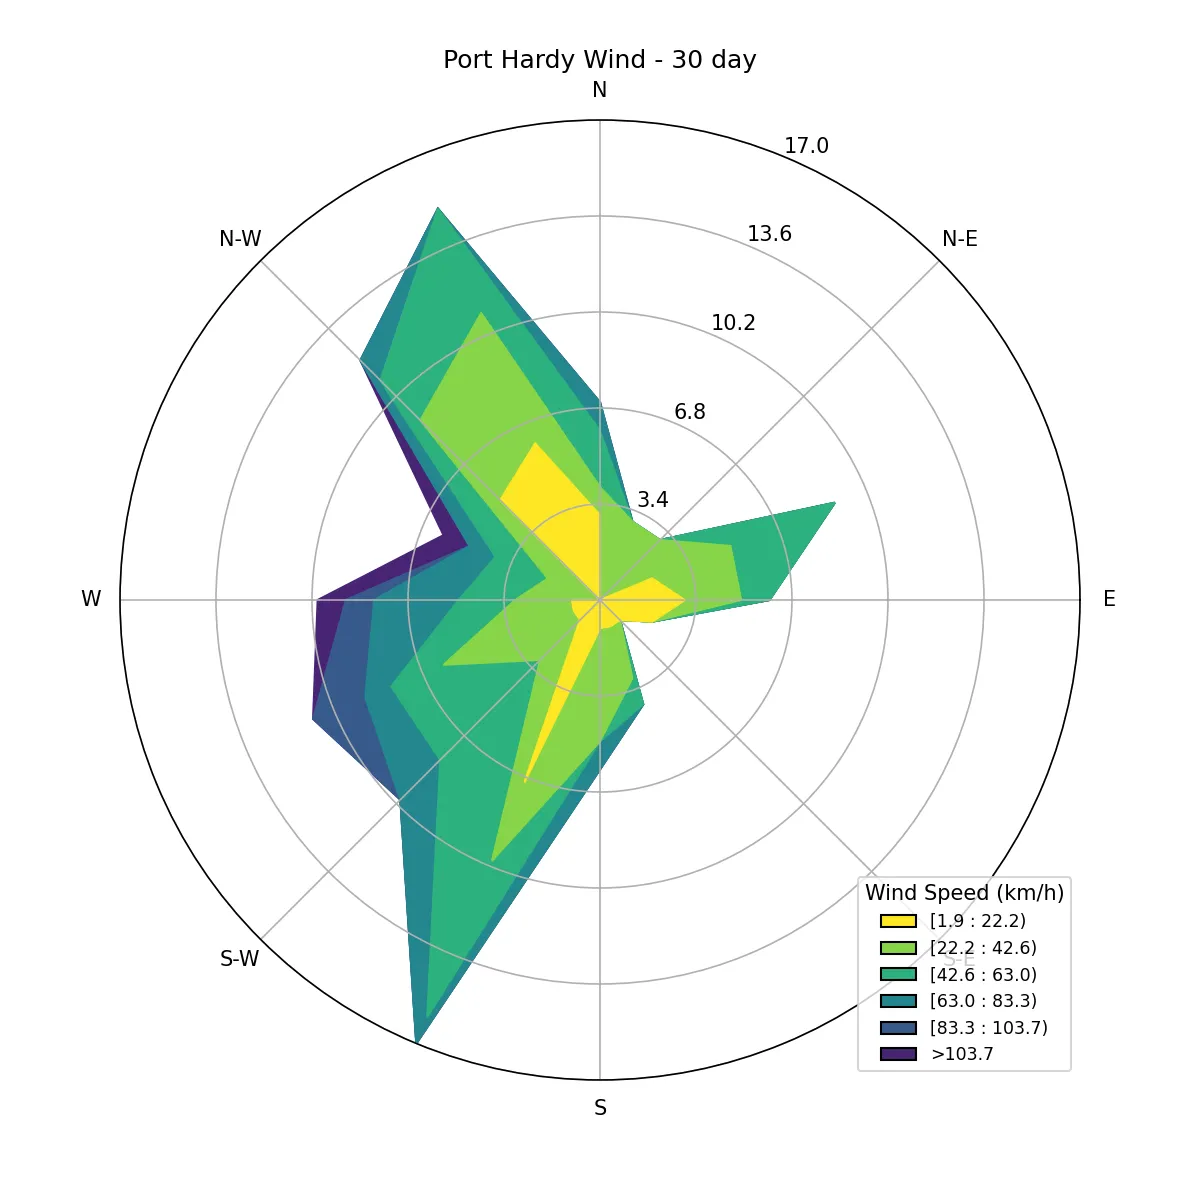 Port Hardy Wind - 30 day
N
17.0
13.6
N-W
N-E
10.2
6.8
3.4
W
E
Wind Speed (km/h)
[1.9 : 22.2)
[22.2 : 42.6)
S-W
S-E
[42.6 : 63.0)
[63.0 : 83.3)
[83.3 : 103.7)
>103.7
S